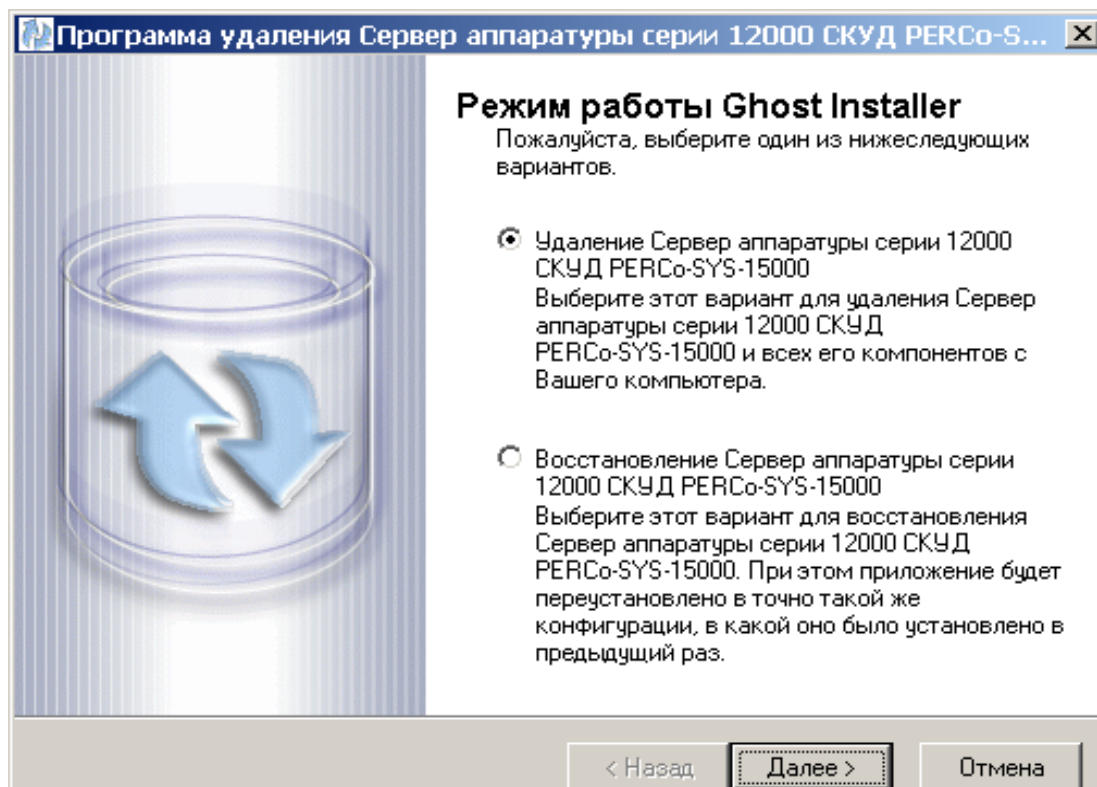 Программа удаления Сервер аппаратуры серии 12000 СКУД PERCo-S...
Режим работы Ghost Installer
Пожалуйста, выберите один из нижеследующих
вариантов.
Удаление Сервер аппаратуры серии 12000
СКУД PERCo-SYS-15000
Выберите этот вариант для удаления Сервер
аппаратуры серии 12000 СКУД
PERCo-SYS-15000 и всех его компонентов с
Вашего компьютера.
Восстановление Сервер аппаратуры серии
12000 СКУД PERCo-SYS-15000
Выберите этот вариант для восстановления
Сервер аппаратуры серии 12000 СКУД
PERCo-SYS-15000. При этом приложение будет
переустановлено в точно такой же
конфигурации, в какой оно было установлено в
предыдущий раз.
< Назад Далее > Отмена